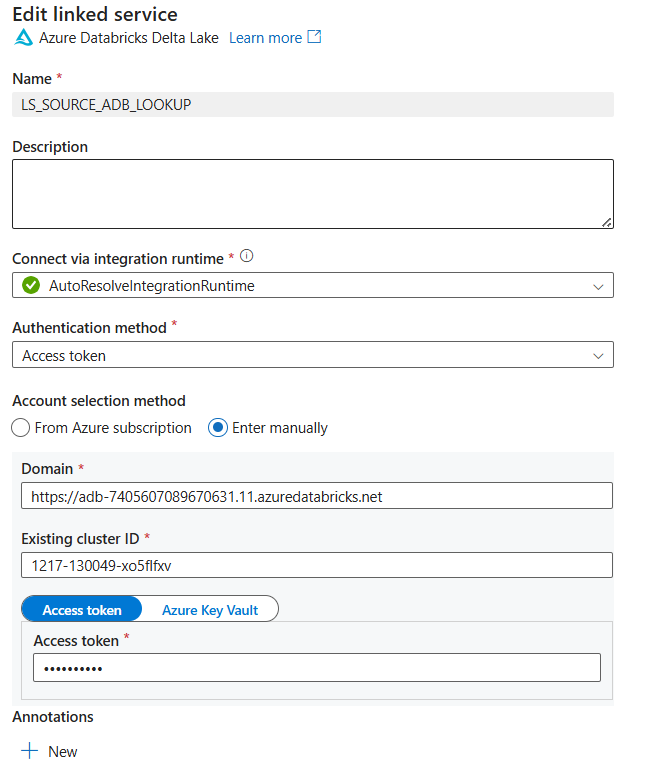 Edit linked service
Azure Databricks Delta Lake Learn more
Name *
LS_SOURCE_ADB_LOOKUP
Description
Connect via integration runtime *
AutoResolveIntegrationRuntime
Authentication method *
Access token
Account selection method
From Azure subscription Enter manually
Domain *
https://adb-7405607089670631.11.azuredatabricks.net
Existing cluster ID *
1217-130049-xo5flfxv
Access token Azure Key Vault
Access token *
••••••••••
Annotations
New